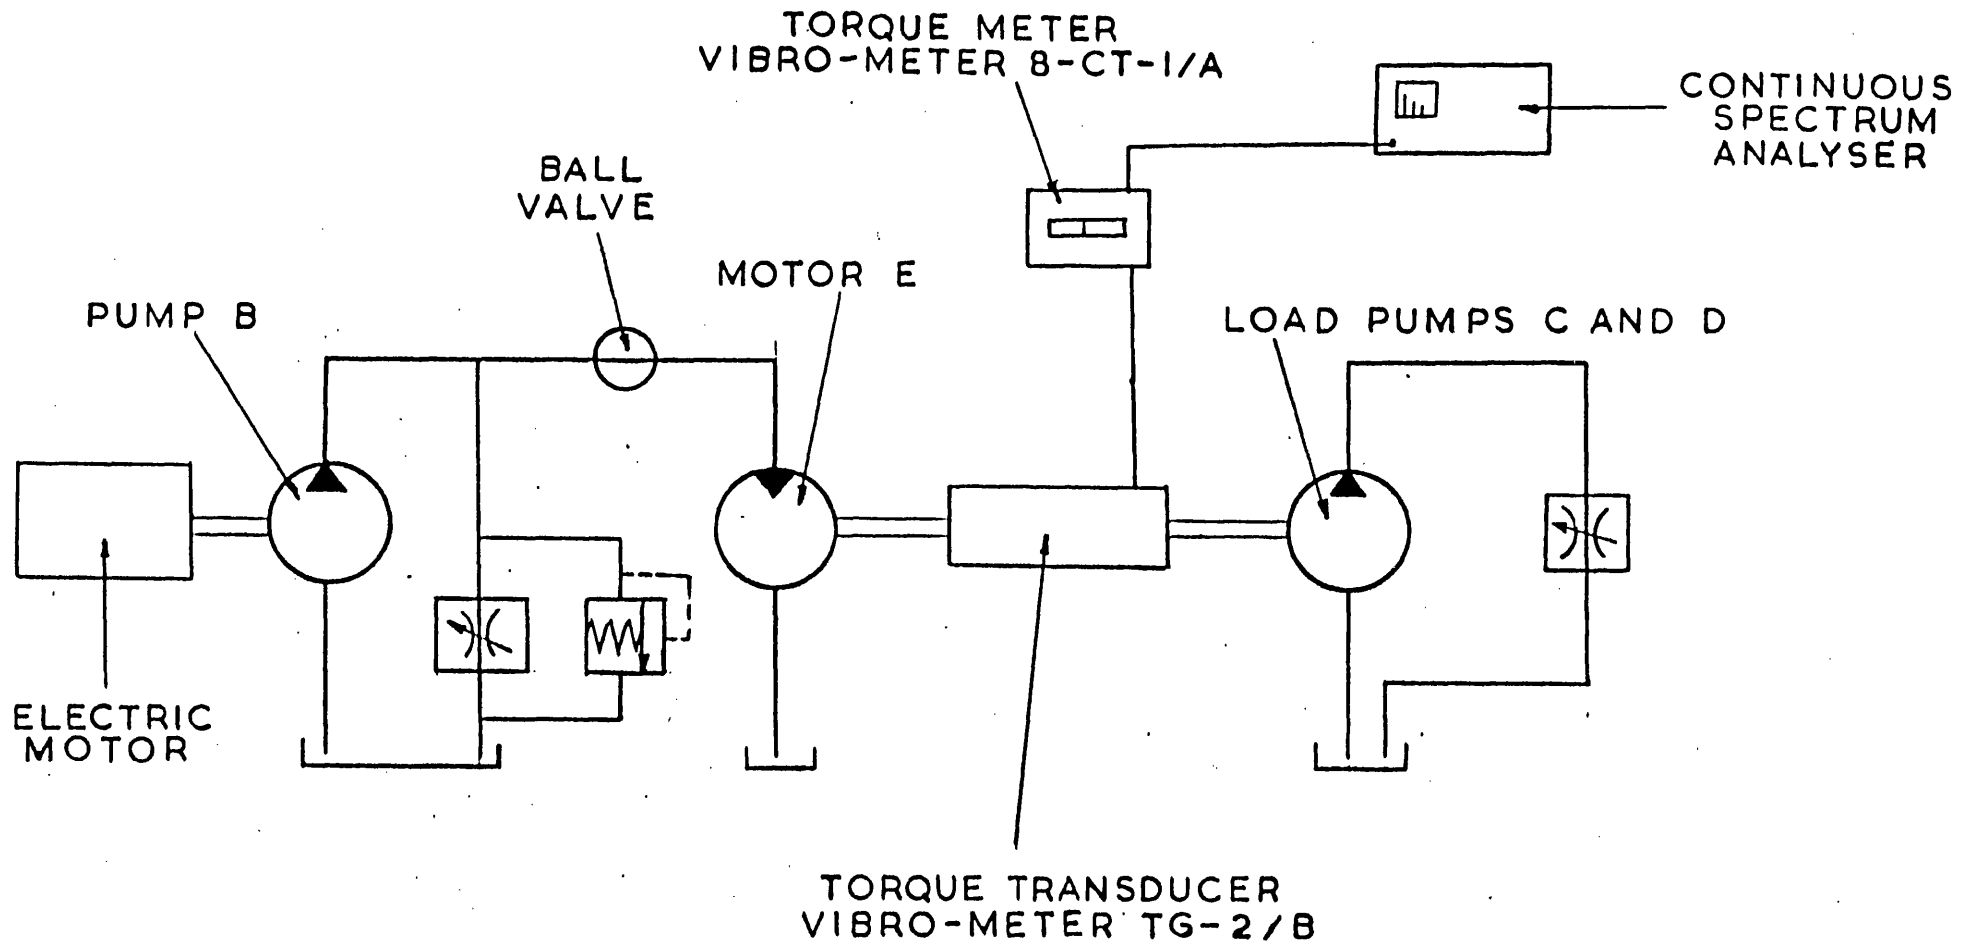 TORQUE METER
VIBRO-METER 8-CT-1/A
CONTINUOUS
SPECTRUM
ANALYSER
BALL
VALVE
MOTOR E
PUMP B
LOAD PUMPS C AND D
ELECTRIC
MOTOR
TORQUE TRANSDUCER
VIBRO-METER TG-2/B